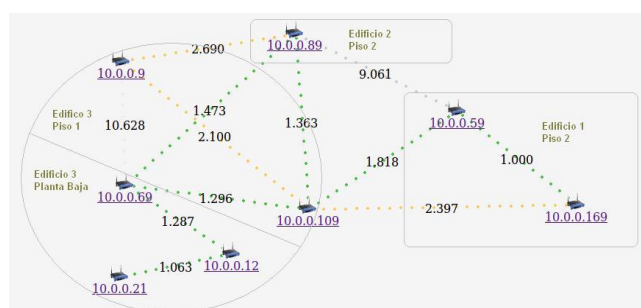 10.0.0.89
Edificio 2
Piso 2
2.690
10.0.0.9
9.061
Edifico 3
Piso 1
10.628
1.473
2.100
1.363
10.0.0.59
Edificio 1
Piso 2
1.818
1.000
Edificio 3
Planta Baja
10.0.0.69
1.296
10.0.0.109
2.397
10.0.0.169
1.287
10.0.0.12
1.063
10.0.0.21